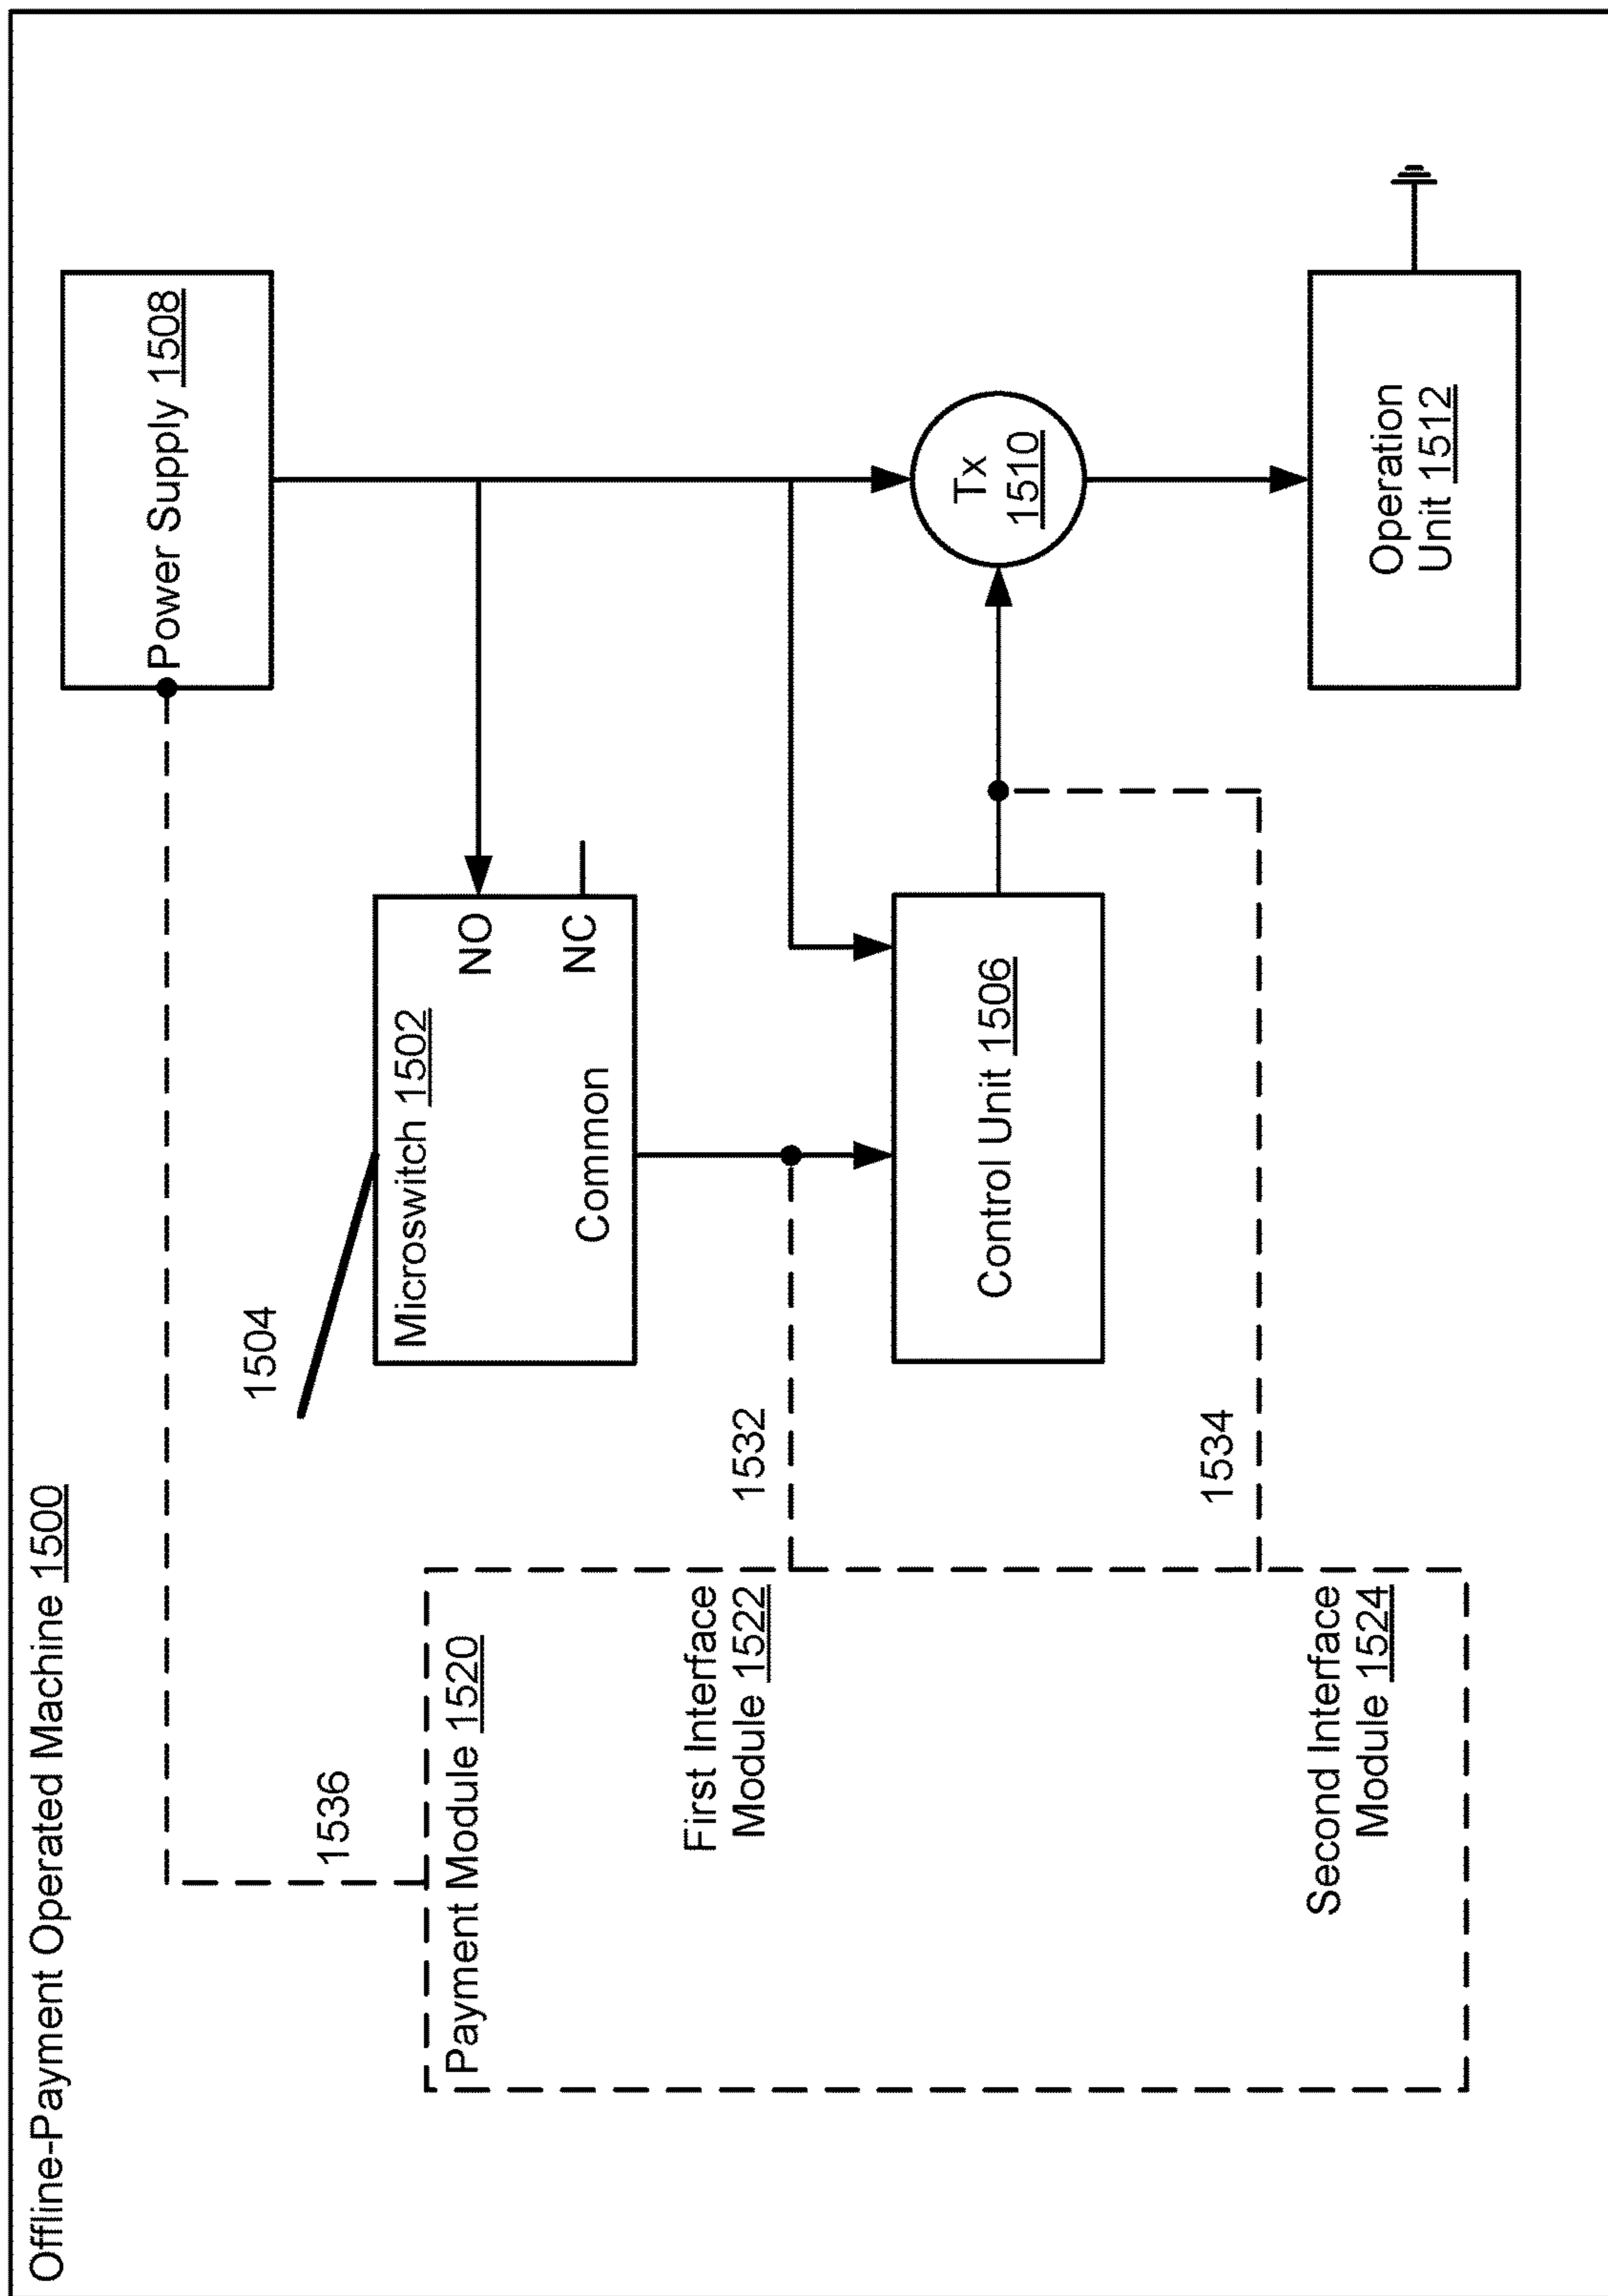 Offline-Payment Operated Machine 1500
Power Supply 1508
1536
1504
Microswitch 1502
NO
NC
Common
Payment Module 1520
First Interface
Module 1522
1532
Control Unit 1506
Tx
1510
1534
Second Interface
Module 1524
Operation
Unit 1512